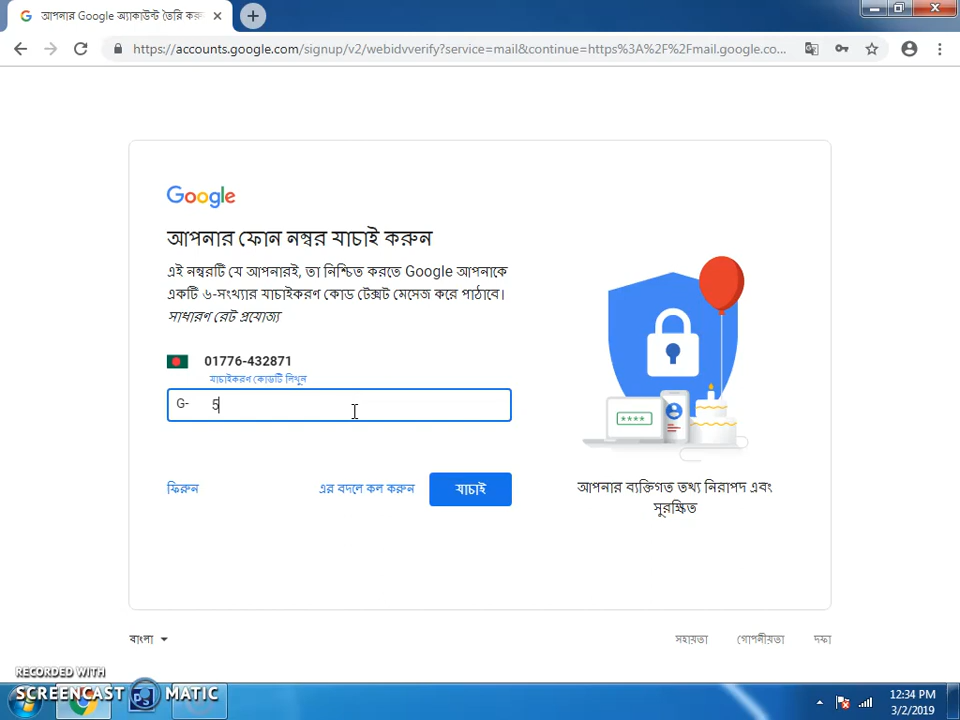 আপনার Google অ্যাকাউন্ট তৈরি করু
https://accounts.google.com/signup/v2/webidvverify?service=mail&continue=https%3A%2F%2Fmail.google.co...
Google
আপনার ফোন নম্বর যাচাই করুন
এই নম্বরটি যে আপনারই, তা নিশ্চিত করতে Google আপনাকে
একটি ৬-সংখ্যার যাচাইকরণ কোড টেক্সট মেসেজ করে পাঠাবে।
সাধারণ রেট প্রযোজ্য
01776-432871
যাচাইকরণ কোডটি লিখুন
G- 5
ফিরুন
এর বদলে কল করুন
যাচাই
****
আপনার ব্যক্তিগত তথ্য নিরাপদ এবং
সুরক্ষিত
বাংলা
সহায়তা
গোপনীয়তা
দফা
RECORDED WITH
SCREENCAST MATIC
12:34 PM
3/2/2019